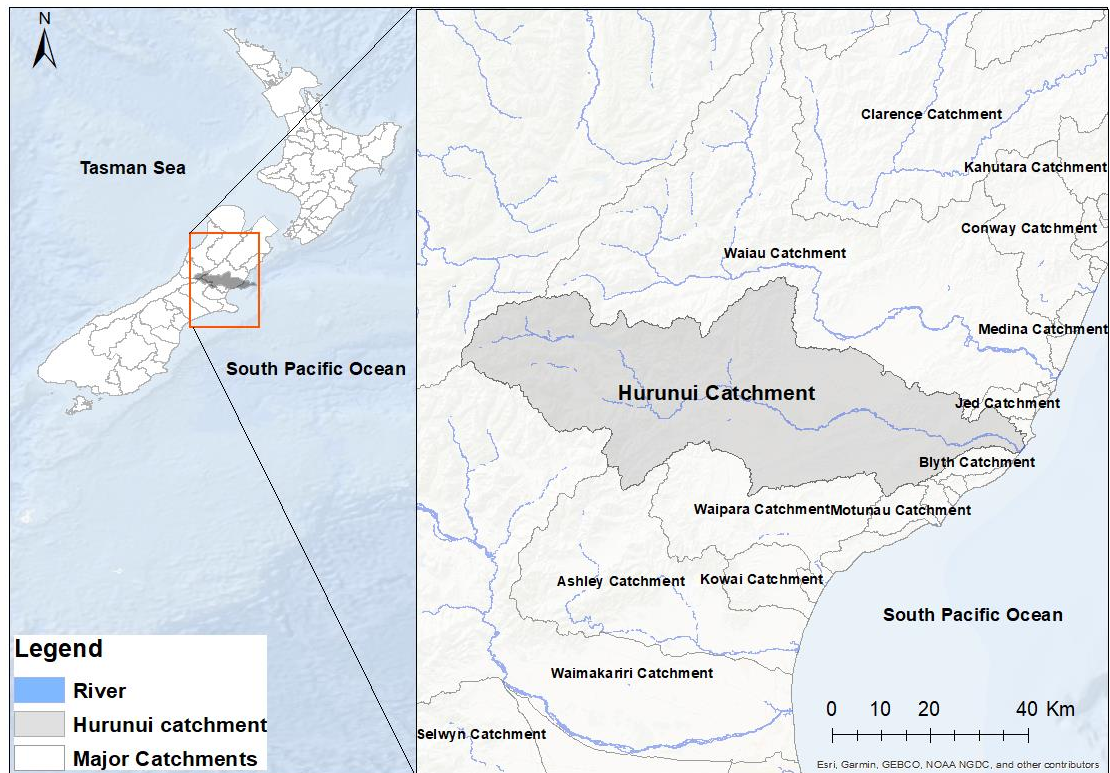 N
Tasman Sea
South Pacific Ocean
Legend
River
Hurunui catchment
Major Catchments
Clarence Catchment
Kahutara Catchment
Conway Catchment
Waiau Catchment
Medina Catchment
Hurunui Catchment
Jed Catchment
Blyth Catchment
Waipara Catchment
Motunau Catchment
Ashley Catchment
Kowai Catchment
South Pacific Ocean
Waimakariri Catchment
Selwyn Catchment
0 10 20 40 Km
Esri, Garmin, GEBCO, NOAA NGDC, and other contributors